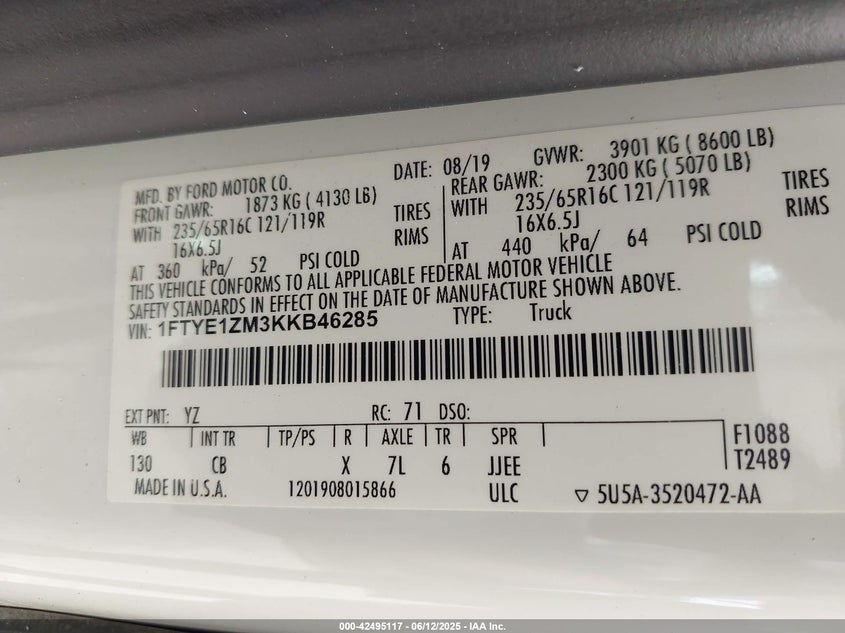 MFD. BY FORD MOTOR CO.
DATE: 08/19 GVWR: 3901 KG ( 8600 LB)
FRONT GAWR: 1873 KG ( 4130 LB)
WITH 235/65R16C 121/119R TIRES
16X6.5J RIMS
AT 360 kPa/ 52 PSI COLD
REAR GAWR: 2300 KG ( 5070 LB)
WITH 235/65R16C 121/119R TIRES
16X6.5J RIMS
AT 440 kPa/ 64 PSI COLD
THIS VEHICLE CONFORMS TO ALL APPLICABLE FEDERAL MOTOR VEHICLE
SAFETY STANDARDS IN EFFECT ON THE DATE OF MANUFACTURE SHOWN ABOVE.
VIN: 1FTYE1ZM3KKB46285 TYPE: Truck
EXT PNT: YZ RC: 71 DSO:
WB INT TR TP/PS R AXLE TR SPR F1088
130 CB X 7L 6 JJEE T2489
MADE IN U.S.A. 1201908015866 ULC ▽ 5U5A-3520472-AA
000-42495117 - 06/12/2025 - IAA Inc.